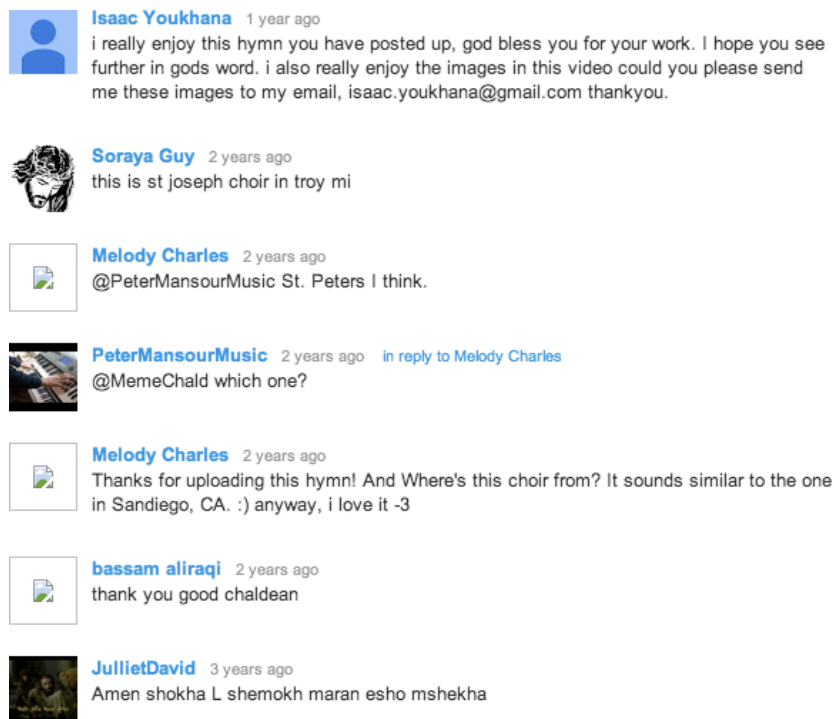 Isaac Youkhana 1 year ago
i really enjoy this hymn you have posted up, god bless you for your work. I hope you see
further in gods word. i also really enjoy the images in this video could you please send
me these images to my email, isaac.youkhana@gmail.com thankyou.
Soraya Guy 2 years ago
this is st joseph choir in troy mi
Melody Charles 2 years ago
@PeterMansourMusic St. Peters I think.
PeterMansourMusic 2 years ago in reply to Melody Charles
@MemeChald which one?
Melody Charles 2 years ago
Thanks for uploading this hymn! And Where's this choir from? It sounds similar to the one
in Sandiego, CA. :) anyway, i love it -3
bassam aliraqi 2 years ago
thank you good chaldean
JullietDavid 3 years ago
Amen shokha L shemokh maran esho mshekha